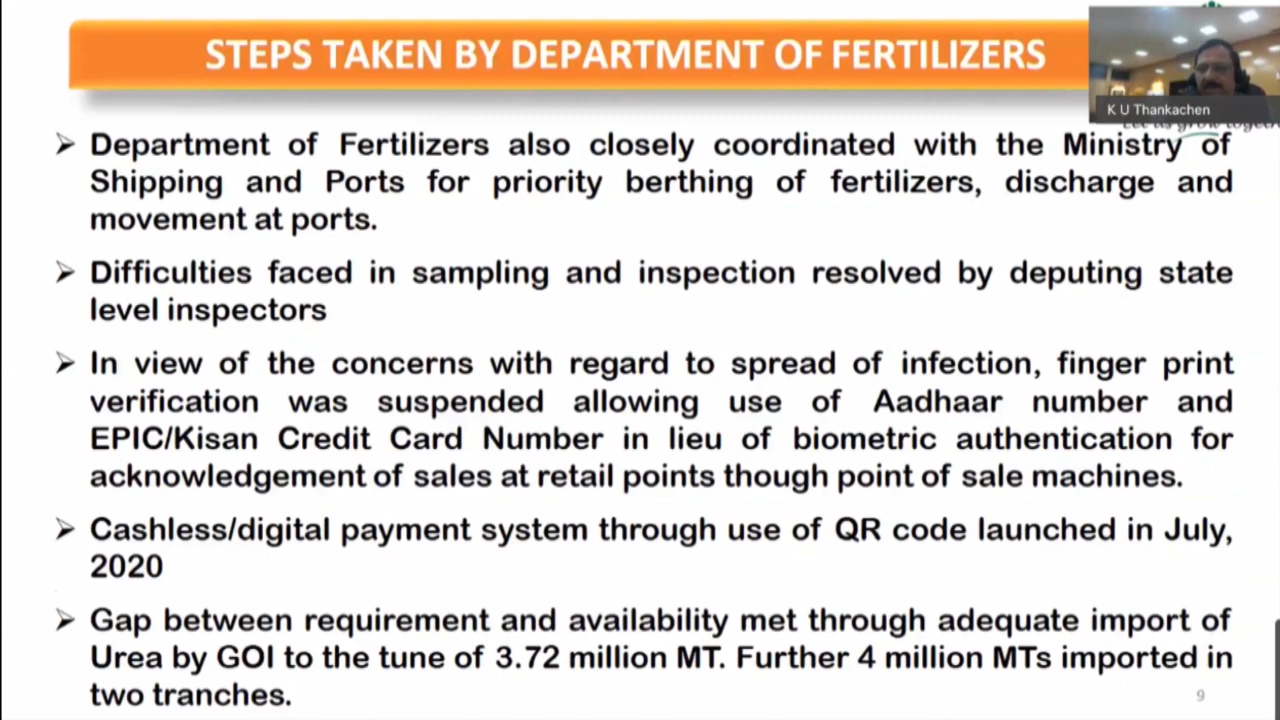 STEPS TAKEN BY DEPARTMENT OF FERTILIZERS
K U Thankachen
Let us grow together
➢ Department of Fertilizers also closely coordinated with the Ministry of
Shipping and Ports for priority berthing of fertilizers, discharge and
movement at ports.
➢ Difficulties faced in sampling and inspection resolved by deputing state
level inspectors
➢ In view of the concerns with regard to spread of infection, finger print
verification was suspended allowing use of Aadhaar number and
EPIC/Kisan Credit Card Number in lieu of biometric authentication for
acknowledgement of sales at retail points though point of sale machines.
➢ Cashless/digital payment system through use of QR code launched in July,
2020
➢ Gap between requirement and availability met through adequate import of
Urea by GOI to the tune of 3.72 million MT. Further 4 million MTs imported in
two tranches.
9